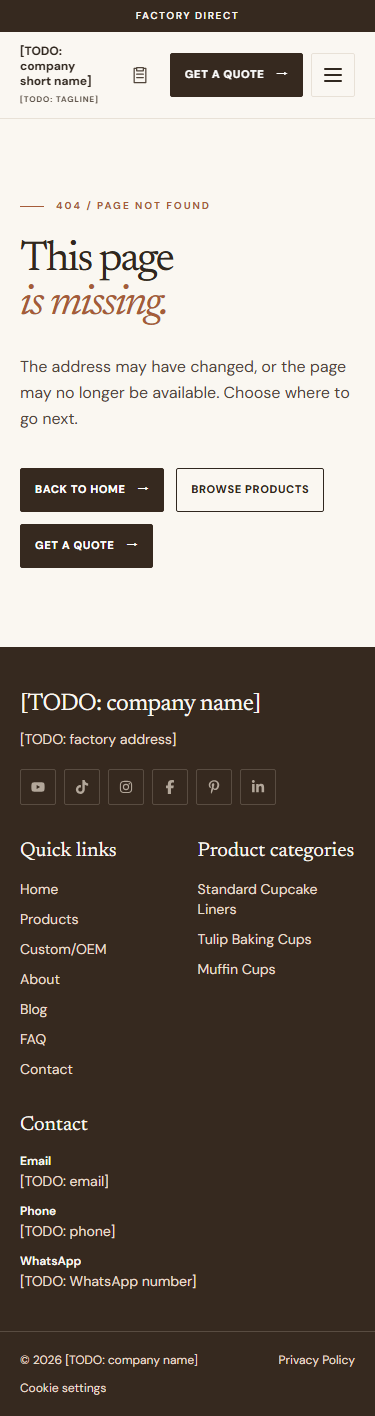 FACTORY DIRECT
[TODO:
company
short name]
[TODO: TAGLINE]
GET A QUOTE →
404 / PAGE NOT FOUND
This page
is missing.
The address may have changed, or the page
may no longer be available. Choose where to
go next.
BACK TO HOME →
BROWSE PRODUCTS
GET A QUOTE →
[TODO: company name]
[TODO: factory address]
Quick links
Home
Products
Custom/OEM
About
Blog
FAQ
Contact
Product categories
Standard Cupcake
Liners
Tulip Baking Cups
Muffin Cups
Contact
Email
[TODO: email]
Phone
[TODO: phone]
WhatsApp
[TODO: WhatsApp number]
© 2026 [TODO: company name]
Privacy Policy
Cookie settings